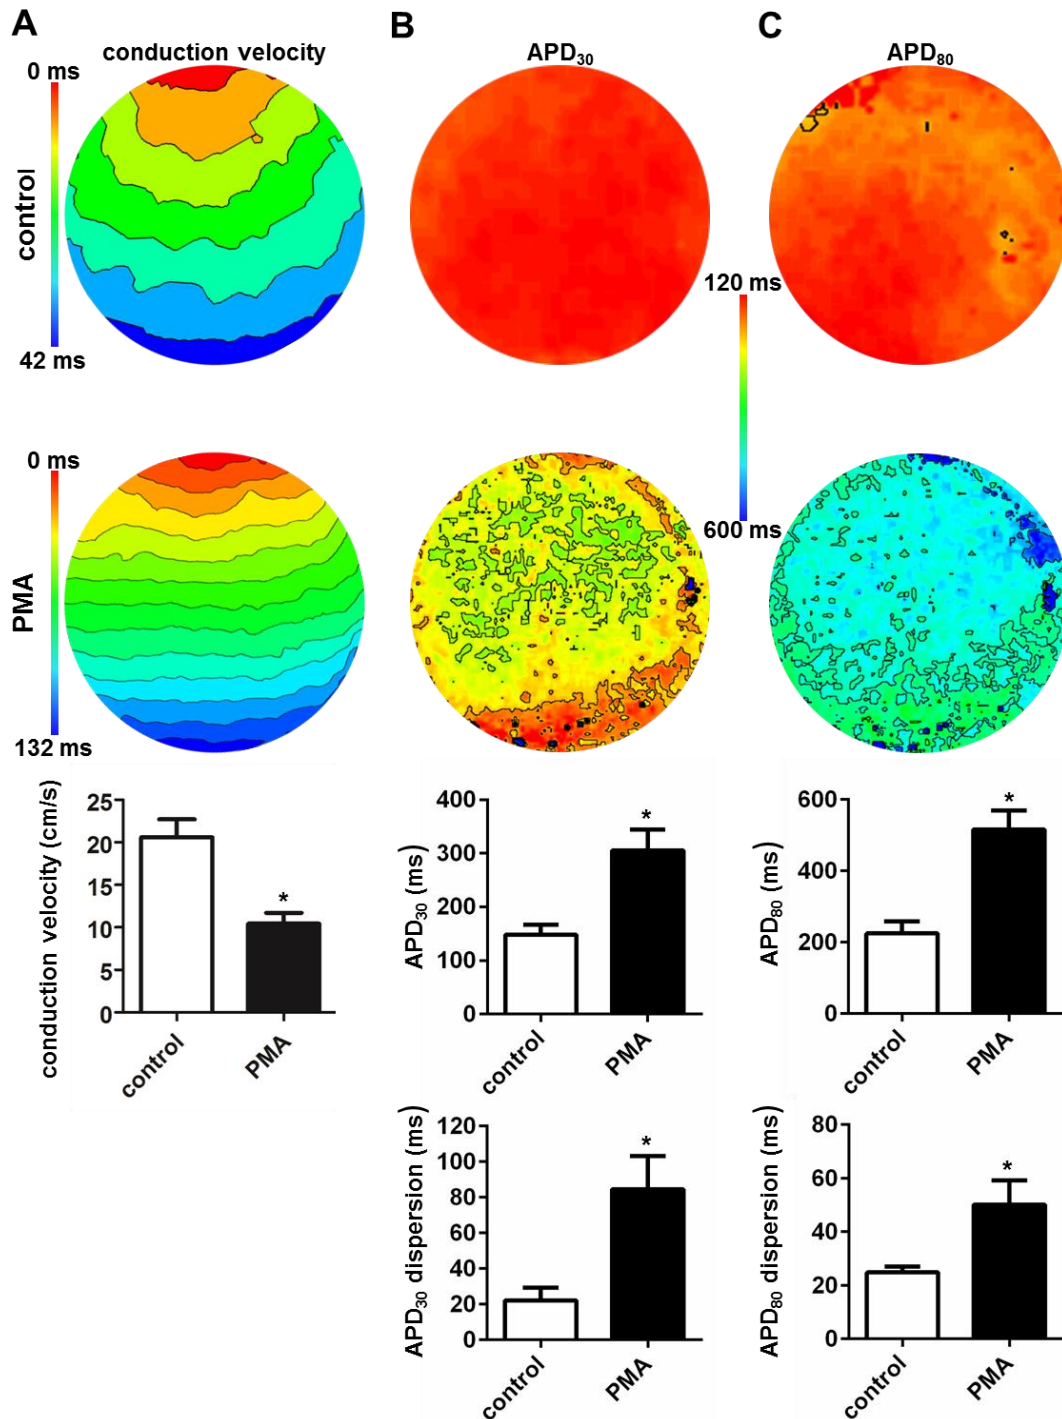 A
B
C
conduction velocity
APD30
APD80
0 ms
control
42 ms
120 ms
600 ms
0 ms
PMA
132 ms
conduction velocity (cm/s)
25
20
15
10
5
0
*
control
PMA
APD30 (ms)
400
300
200
100
0
*
control
PMA
APD80 (ms)
600
400
200
0
*
control
PMA
APD30 dispersion (ms)
120
100
80
60
40
20
0
*
control
PMA
APD80 dispersion (ms)
80
60
40
20
0
*
control
PMA